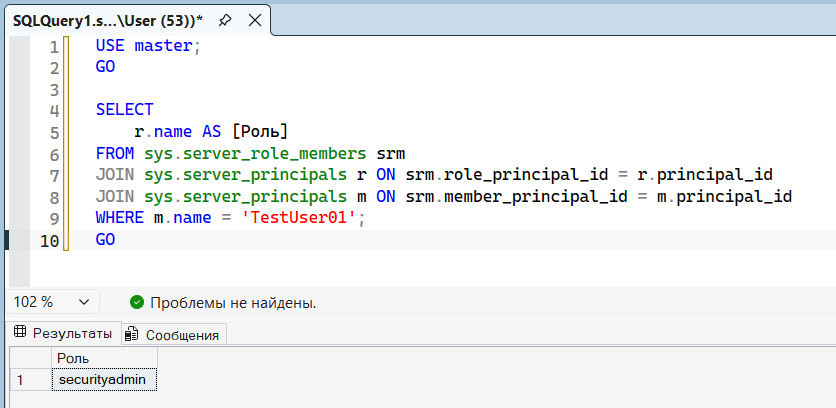 SQLQuery1.s...\User (53))*
1 USE master;
2 GO
3
4 SELECT
5 r.name AS [Роль]
6 FROM sys.server_role_members srm
7 JOIN sys.server_principals r ON srm.role_principal_id = r.principal_id
8 JOIN sys.server_principals m ON srm.member_principal_id = m.principal_id
9 WHERE m.name = 'TestUser01';
10 GO
102 % Проблемы не найдены.
Результаты Сообщения
Роль
1 securityadmin